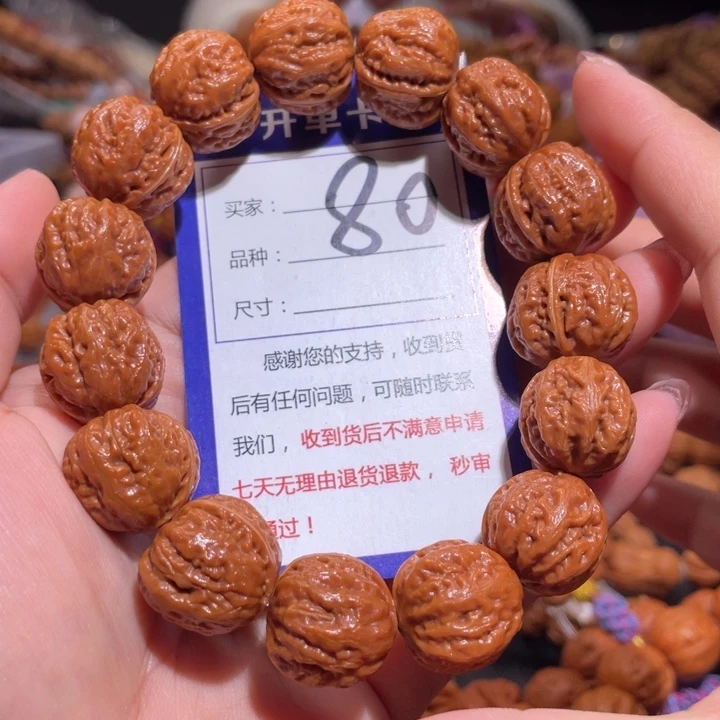 开单卡
80
买家：
品种：
尺寸：
感谢您的支持，收到货
后有任何问题，可随时联系
我们，收到货后不满意申请
七天无理由退货退款，秒审
通过！